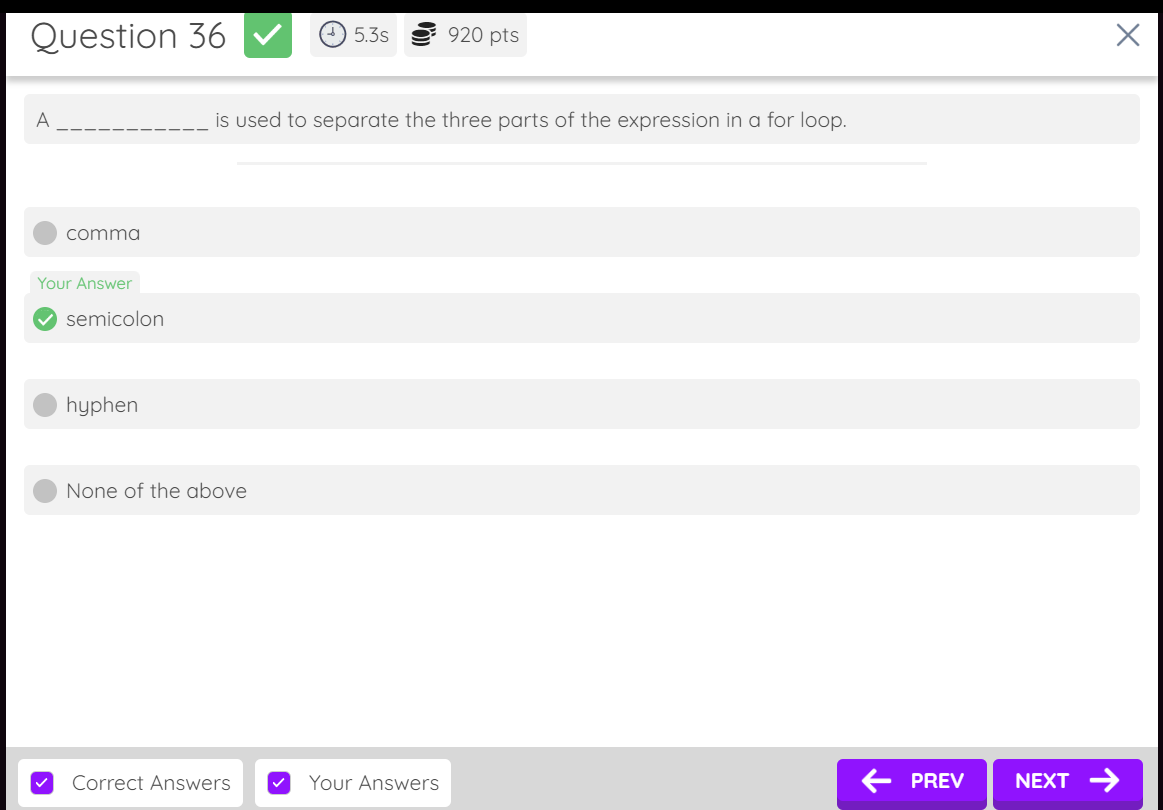 Question 36
5.3s
920 pts
A ___________ is used to separate the three parts of the expression in a for loop.
comma
Your Answer
semicolon
hyphen
None of the above
Correct Answers
Your Answers
PREV
NEXT